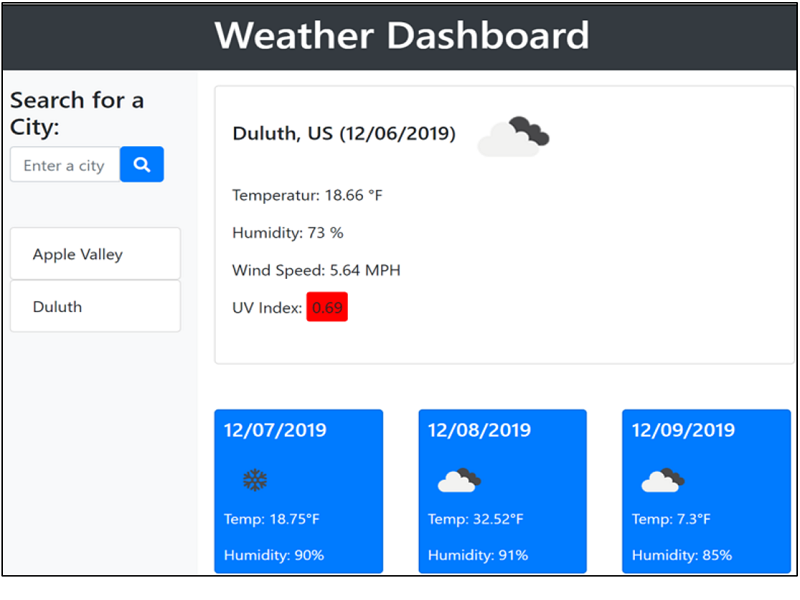 Weather Dashboard
Search for a
City:
Enter a city
Apple Valley
Duluth
Duluth, US (12/06/2019)
Temperatur: 18.66 °F
Humidity: 73 %
Wind Speed: 5.64 MPH
UV Index: 0.69
12/07/2019
Temp: 18.75°F
Humidity: 90%
12/08/2019
Temp: 32.52°F
Humidity: 91%
12/09/2019
Temp: 7.3°F
Humidity: 85%